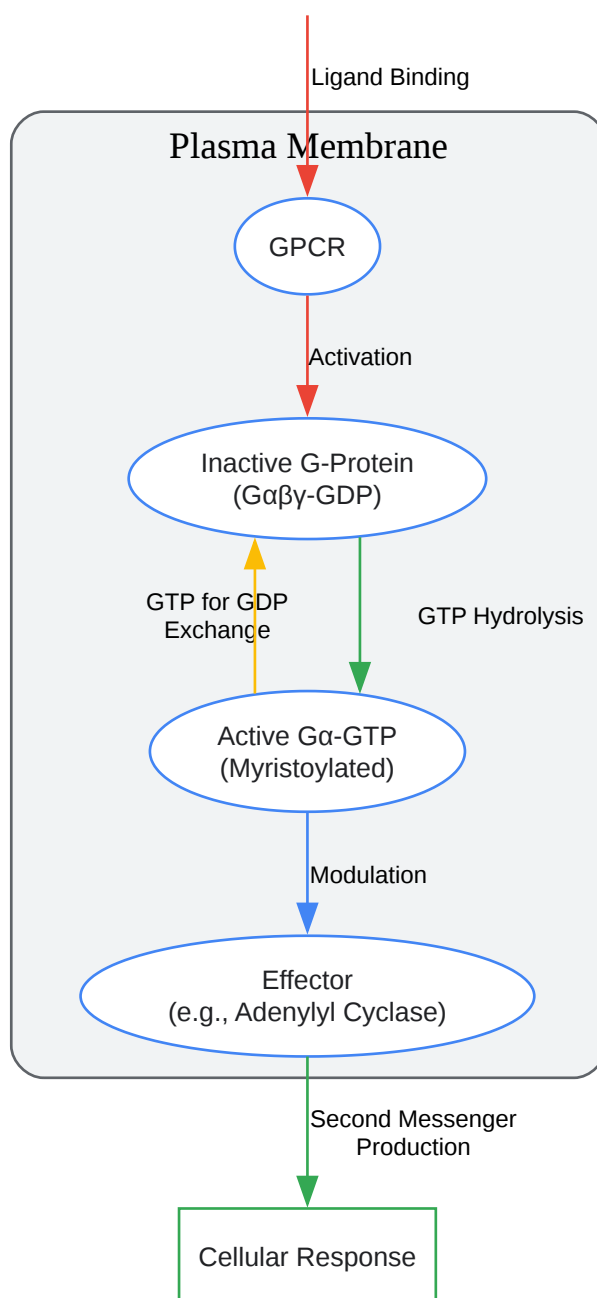 Ligand Binding
Plasma Membrane
GPCR
Activation
Inactive G-Protein
(Gαβγ-GDP)
GTP for GDP
Exchange
GTP Hydrolysis
Active Gα-GTP
(Myristoylated)
Modulation
Effector
(e.g., Adenylyl Cyclase)
Second Messenger
Production
Cellular Response